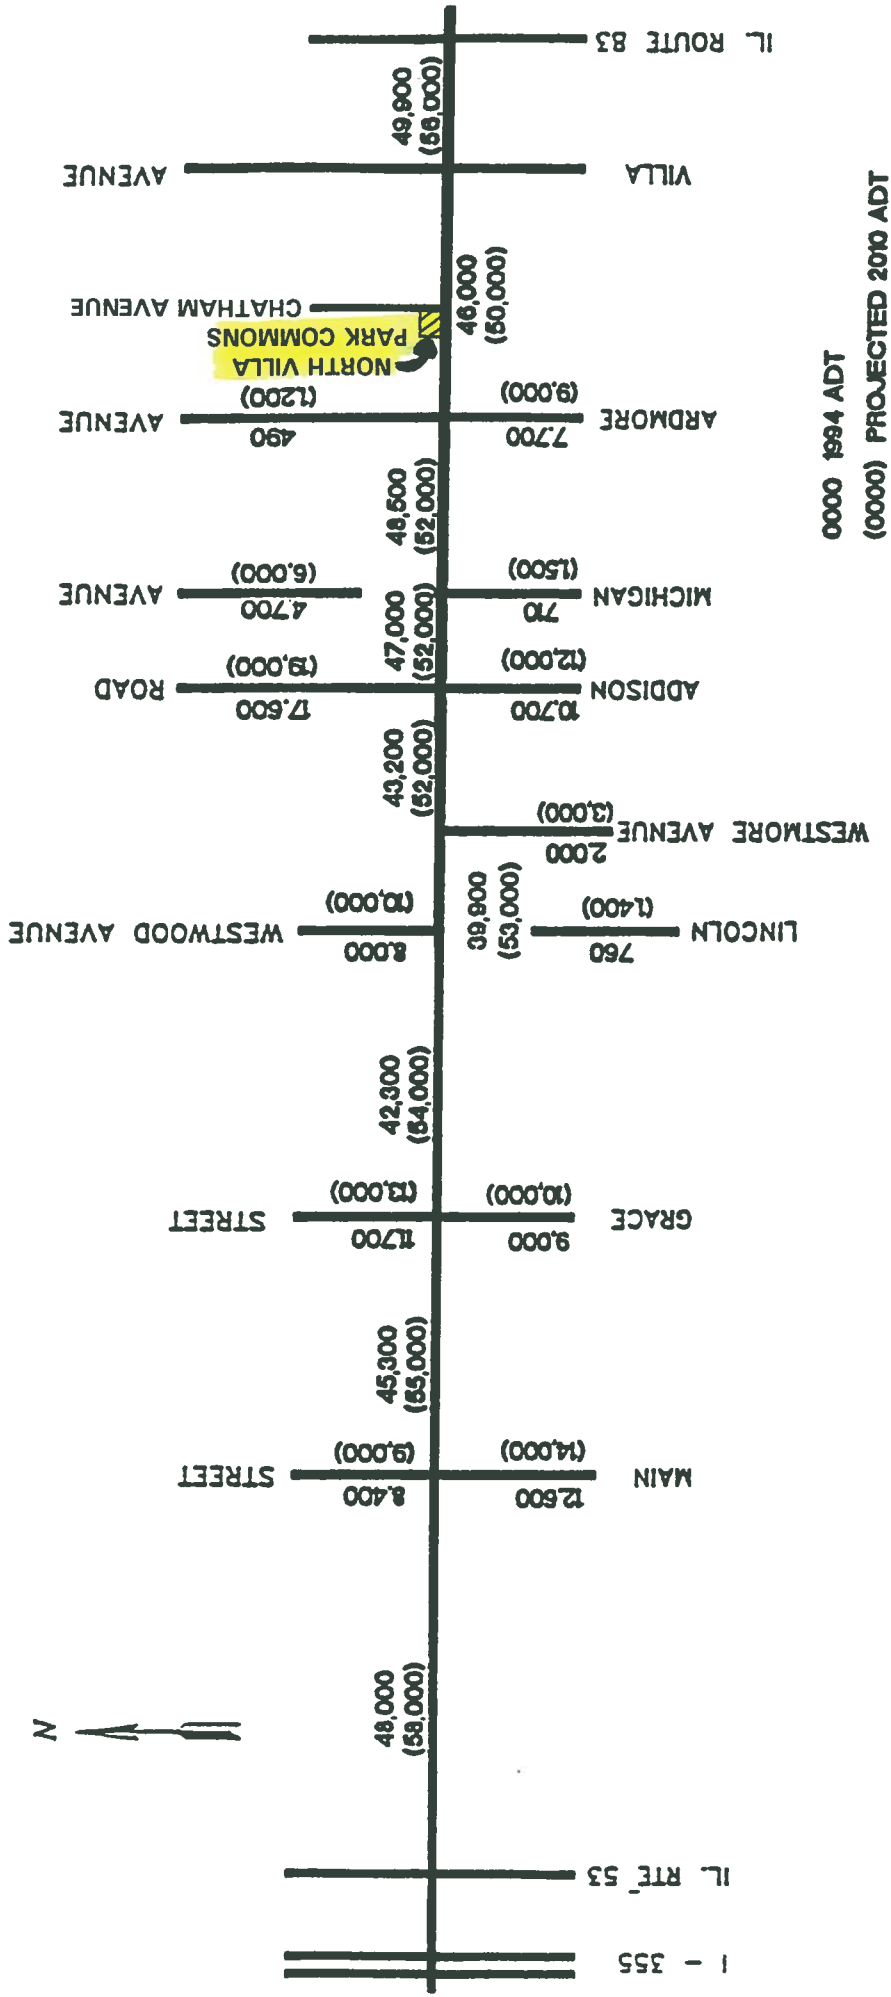 IL. ROUTE 83
49,900
(56,000)
VILLA AVENUE
CHATHAM AVENUE
46,000
(50,000)
NORTH VILLA
PARK COMMONS
ARDMORE AVENUE
490
(1,200)
7,700
(9,000)
48,500
(52,000)
MICHIGAN AVENUE
4,700
(6,000)
710
(1,500)
47,000
(52,000)
ADDISON ROAD
17,600
(19,000)
10,700
(12,000)
43,200
(52,000)
WESTMORE AVENUE
2,000
(3,000)
39,900
(53,000)
WESTWOOD AVENUE
8,000
(10,000)
LINCOLN
760
(1,400)
42,300
(54,000)
GRACE STREET
11,700
(13,000)
9,000
(10,000)
45,300
(55,000)
MAIN STREET
8,400
(9,000)
12,600
(14,000)
48,000
(58,000)
N
IL. RTE 53
I - 355
0000 1994 ADT
(0000) PROJECTED 2010 ADT